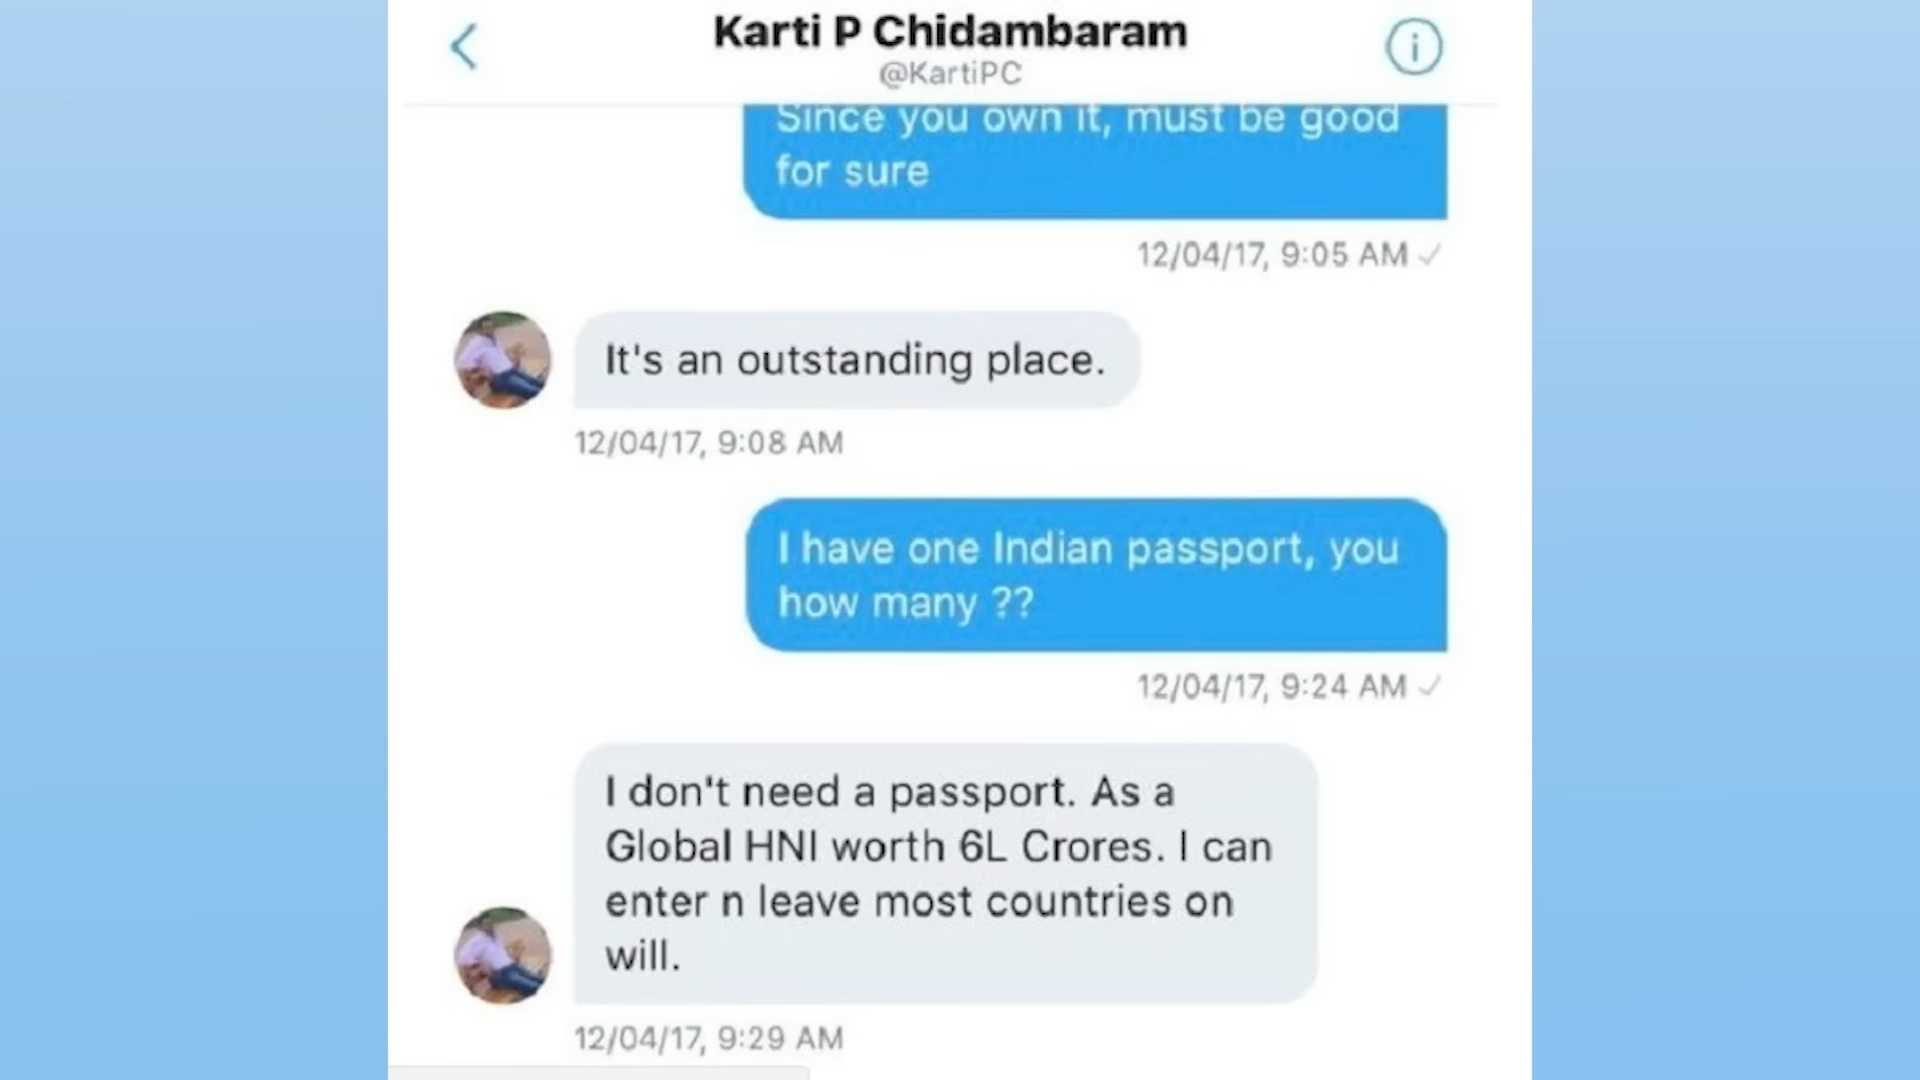 Karti P Chidambaram
@KartiPC
Since you own it, must be good
for sure
12/04/17, 9:05 AM
It's an outstanding place.
12/04/17, 9:08 AM
I have one Indian passport, you
how many ??
12/04/17, 9:24 AM
I don't need a passport. As a
Global HNI worth 6L Crores. I can
enter n leave most countries on
will.
12/04/17, 9:29 AM